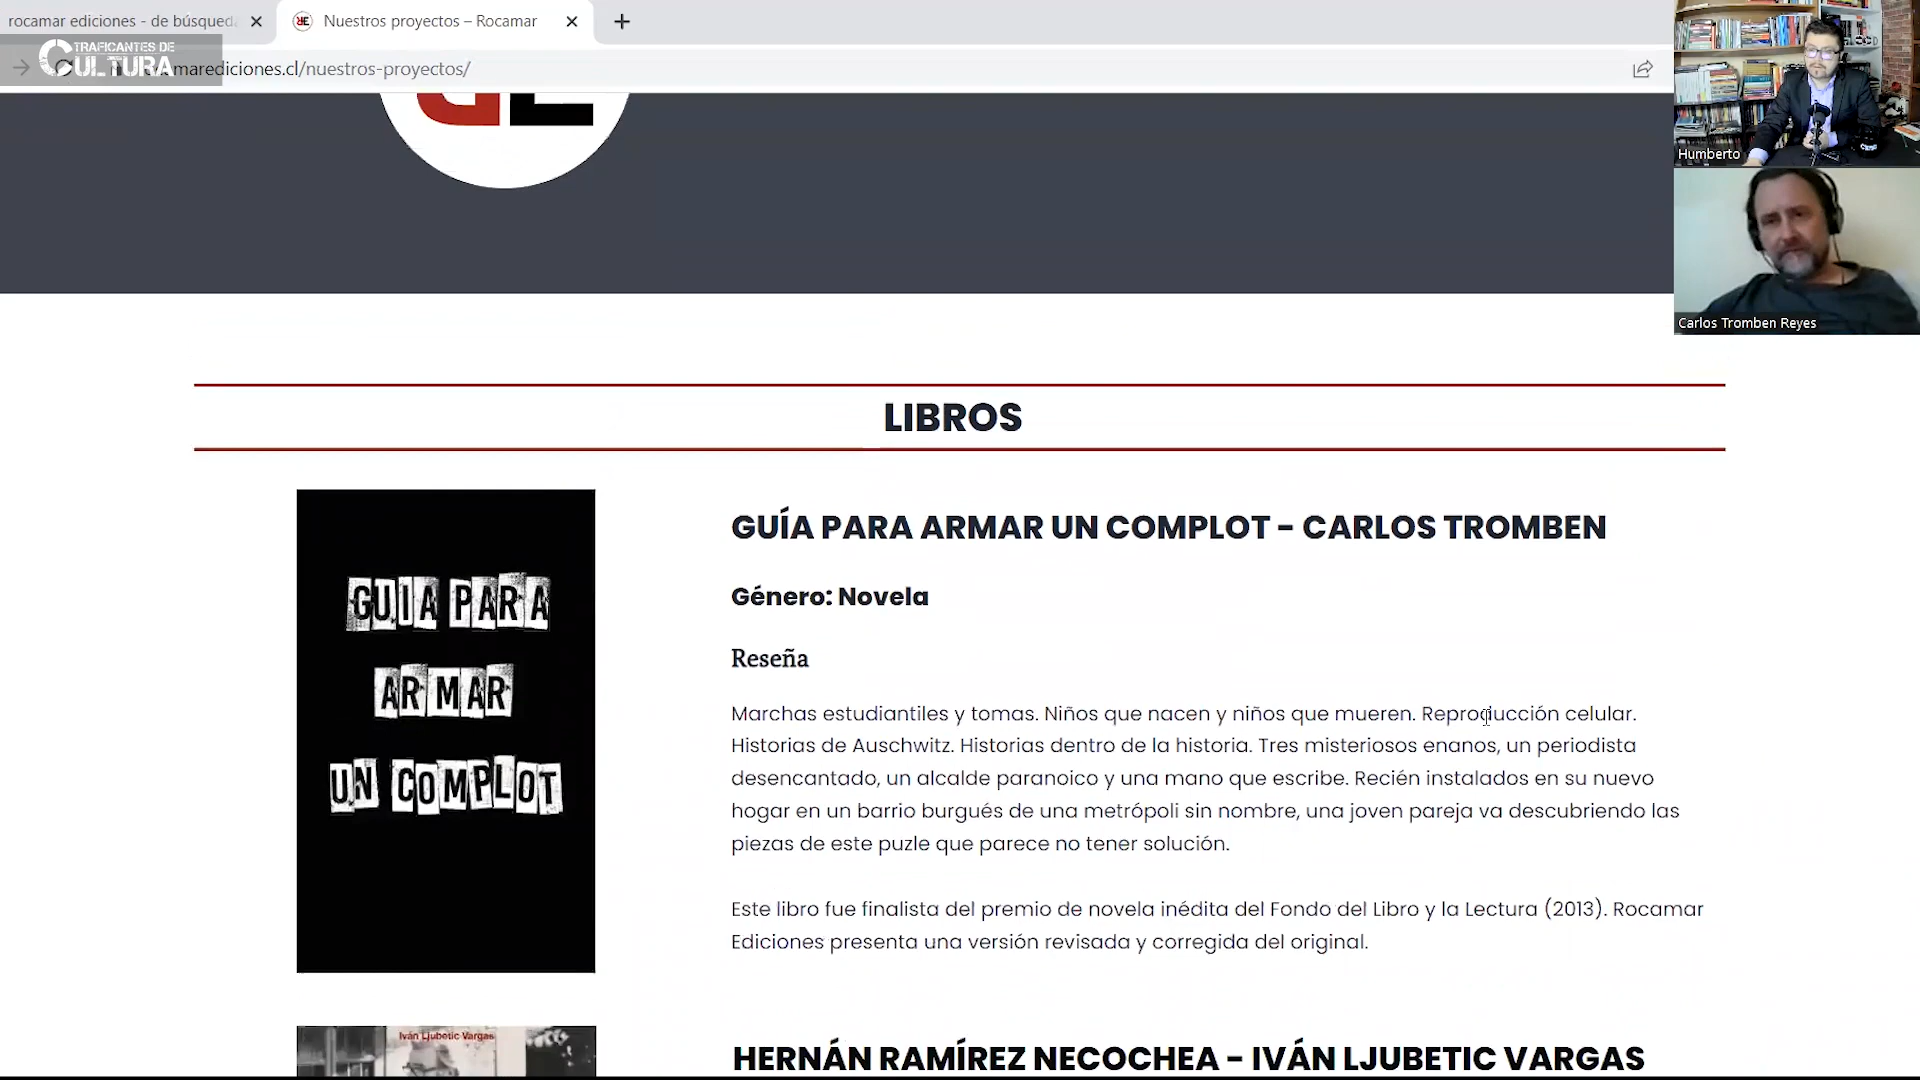 rocamar ediciones - de búsqued
Nuestros proyectos – Rocamar
TRAFICANTES DE
CULTURA
marediciones.cl/nuestros-proyectos/
Humberto
Carlos Tromben Reyes
LIBROS
GUIA PARA
ARMAR
UN COMPLOT
GUÍA PARA ARMAR UN COMPLOT – CARLOS TROMBEN
Género: Novela
Reseña
Marchas estudiantiles y tomas. Niños que nacen y niños que mueren. Reproducción celular.
Historias de Auschwitz. Historias dentro de la historia. Tres misteriosos enanos, un periodista
desencantado, un alcalde paranoico y una mano que escribe. Recién instalados en su nuevo
hogar en un barrio burgués de una metrópoli sin nombre, una joven pareja va descubriendo las
piezas de este puzle que parece no tener solución.
Este libro fue finalista del premio de novela inédita del Fondo del Libro y la Lectura (2013). Rocamar
Ediciones presenta una versión revisada y corregida del original.
Iván Ljubetic Vargas
HERNÁN RAMÍREZ NECOCHEA – IVÁN LJUBETIC VARGAS